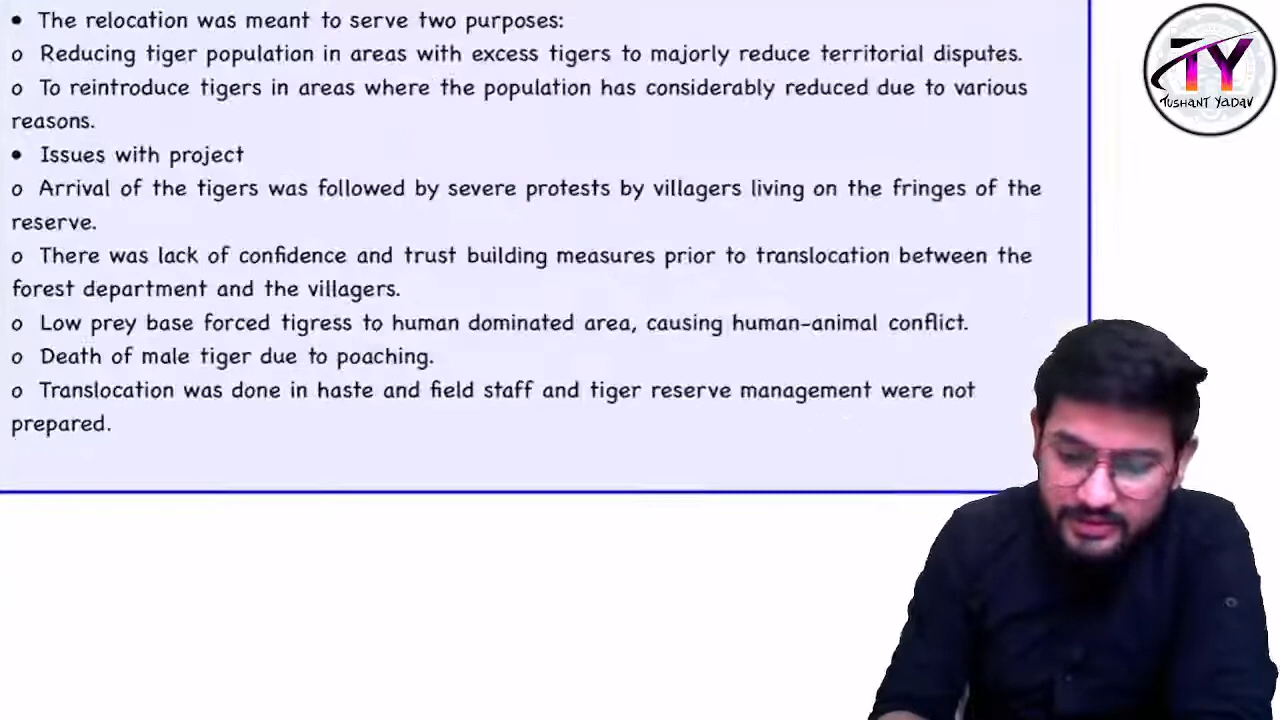 • The relocation was meant to serve two purposes:
o Reducing tiger population in areas with excess tigers to majorly reduce territorial disputes.
o To reintroduce tigers in areas where the population has considerably reduced due to various
reasons.
• Issues with project
o Arrival of the tigers was followed by severe protests by villagers living on the fringes of the
reserve.
o There was lack of confidence and trust building measures prior to translocation between the
forest department and the villagers.
o Low prey base forced tigress to human dominated area, causing human-animal conflict.
o Death of male tiger due to poaching.
o Translocation was done in haste and field staff and tiger reserve management were not
prepared.
TY
TUSHANT YADAV